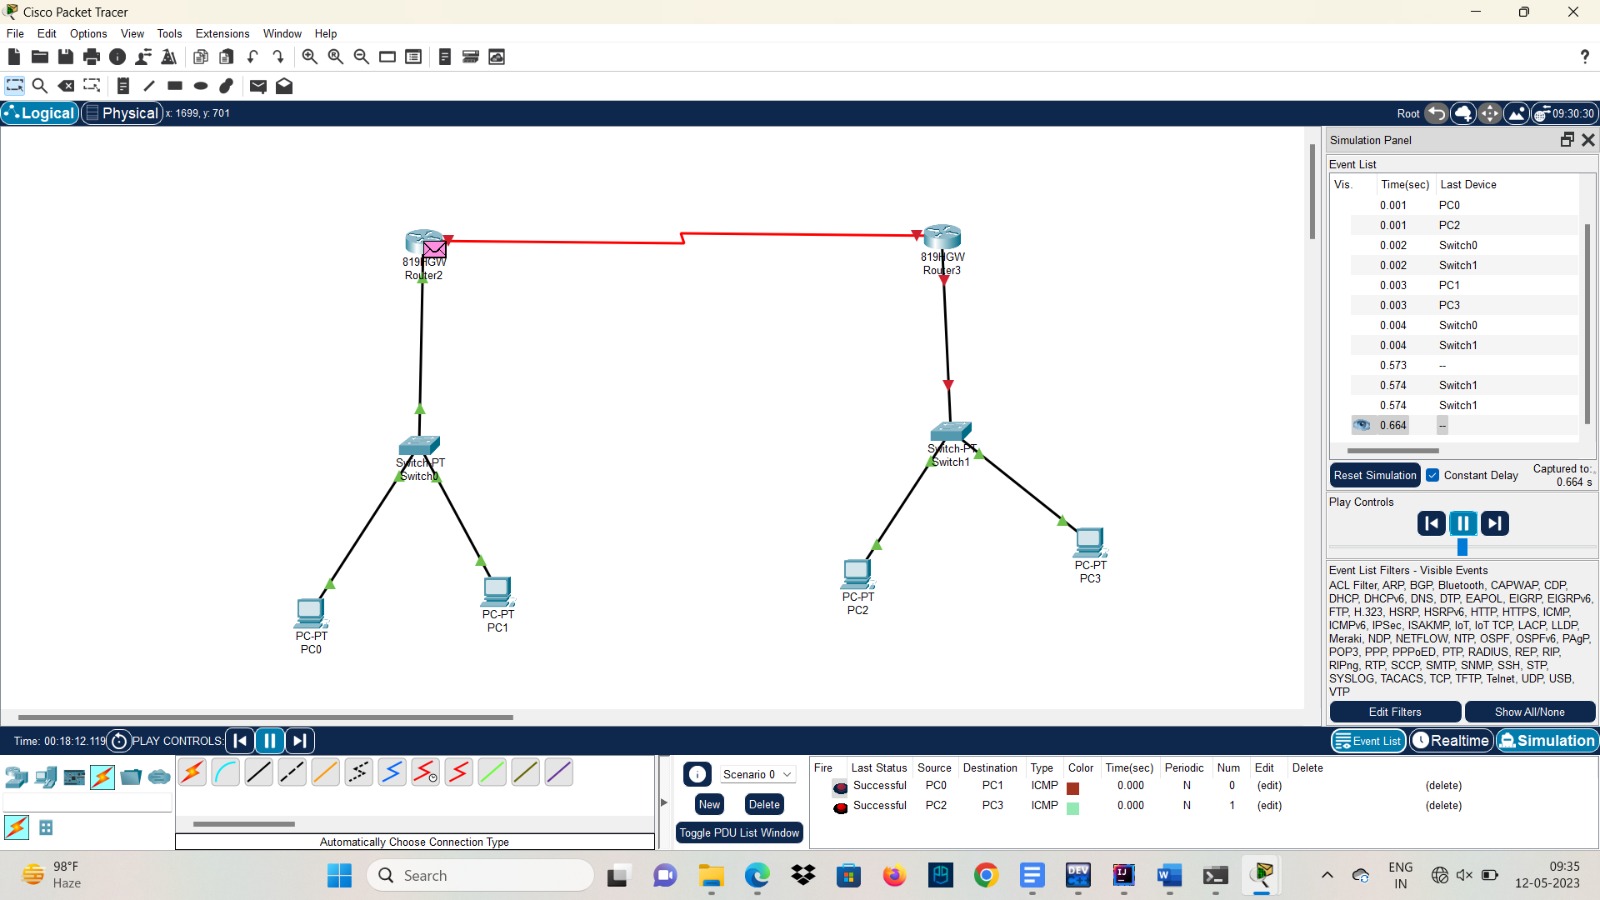 Cisco Packet Tracer
File Edit Options View Tools Extensions Window Help
Logical Physical x: 1699, y: 701 Root 09:30:30
819HGW
Router2
819HGW
Router3
Switch-PT
Switch0
Switch-PT
Switch1
PC-PT
PC0
PC-PT
PC1
PC-PT
PC2
PC-PT
PC3
Simulation Panel
Event List
Vis. Time(sec) Last Device
0.001 PC0
0.001 PC2
0.002 Switch0
0.002 Switch1
0.003 PC1
0.003 PC3
0.004 Switch0
0.004 Switch1
0.573 --
0.574 Switch1
0.574 Switch1
0.664 --
Reset Simulation Constant Delay Captured to:
0.664 s
Play Controls
Event List Filters - Visible Events
ACL Filter, ARP, BGP, Bluetooth, CAPWAP, CDP,
DHCP, DHCPv6, DNS, DTP, EAPOL, EIGRP, EIGRPv6,
FTP, H.323, HSRP, HSRPv6, HTTP, HTTPS, ICMP,
ICMPv6, IPSec, ISAKMP, IoT, IoT TCP, LACP, LLDP,
Meraki, NDP, NETFLOW, NTP, OSPF, OSPFv6, PAgP,
POP3, PPP, PPPoED, PTP, RADIUS, REP, RIP,
RIPng, RTP, SCCP, SMTP, SNMP, SSH, STP,
SYSLOG, TACACS, TCP, TFTP, Telnet, UDP, USB,
VTP
Edit Filters Show All/None
Time: 00:18:12.119 PLAY CONTROLS: Event List Realtime Simulation
Automatically Choose Connection Type
Scenario 0
New Delete
Toggle PDU List Window
Fire Last Status Source Destination Type Color Time(sec) Periodic Num Edit Delete
Successful PC0 PC1 ICMP 0.000 N 0 (edit) (delete)
Successful PC2 PC3 ICMP 0.000 N 1 (edit) (delete)
98°F
Haze
Search
DEV
IJ
ENG
IN
09:35
12-05-2023